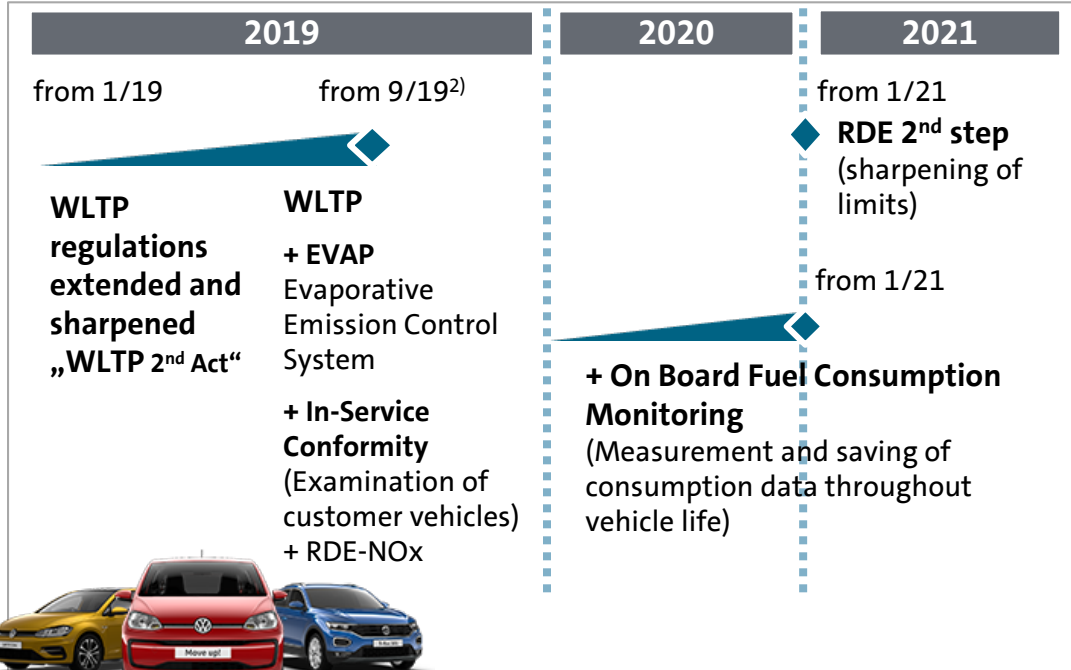 2019
2020
2021
from 1/19
from 9/19²⁾
from 1/21
RDE 2ⁿᵈ step
(sharpening of
limits)
WLTP
regulations
extended and
sharpened
„WLTP 2ⁿᵈ Act“
WLTP
+ EVAP
Evaporative
Emission Control
System
+ In-Service
Conformity
(Examination of
customer vehicles)
+ RDE-NOx
from 1/21
+ On Board Fuel Consumption
Monitoring
(Measurement and saving of
consumption data throughout
vehicle life)
Move up!